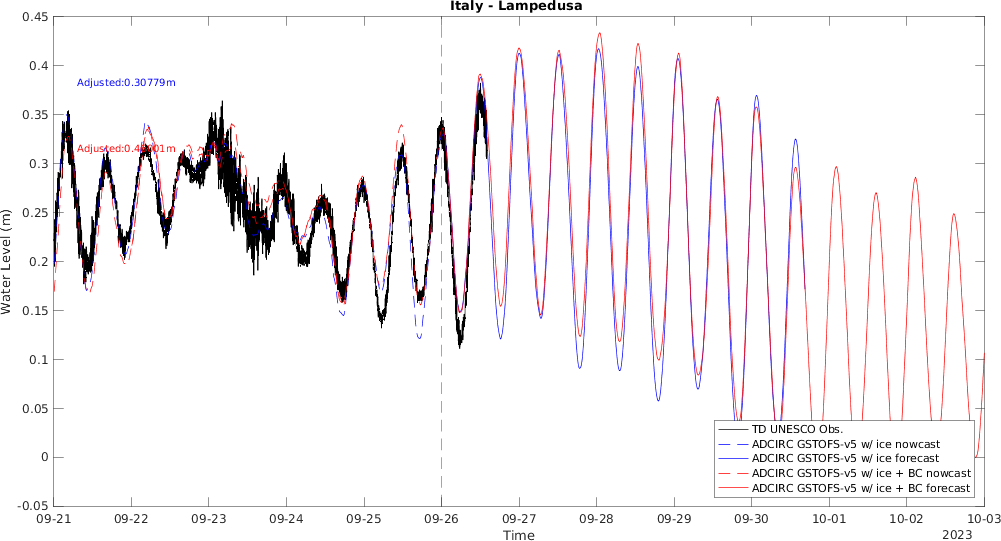 Italy - Lampedusa
0.45
0.4
0.35
0.3
0.25
0.2
0.15
0.1
0.05
0
-0.05
Water Level (m)
Adjusted:0.30779m
TD UNESCO Obs.
ADCIRC GSTOFS-v5 w/ ice nowcast
ADCIRC GSTOFS-v5 w/ ice forecast
ADCIRC GSTOFS-v5 w/ ice + BC nowcast
ADCIRC GSTOFS-v5 w/ ice + BC forecast
09-21 09-22 09-23 09-24 09-25 09-26 09-27 09-28 09-29 09-30 10-01 10-02 10-03
2023
Time